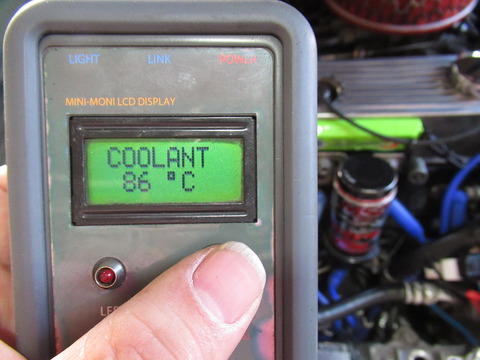 LIGHT LINK POWER
MINI-MONI LCD DISPLAY
COOLANT
86 °C